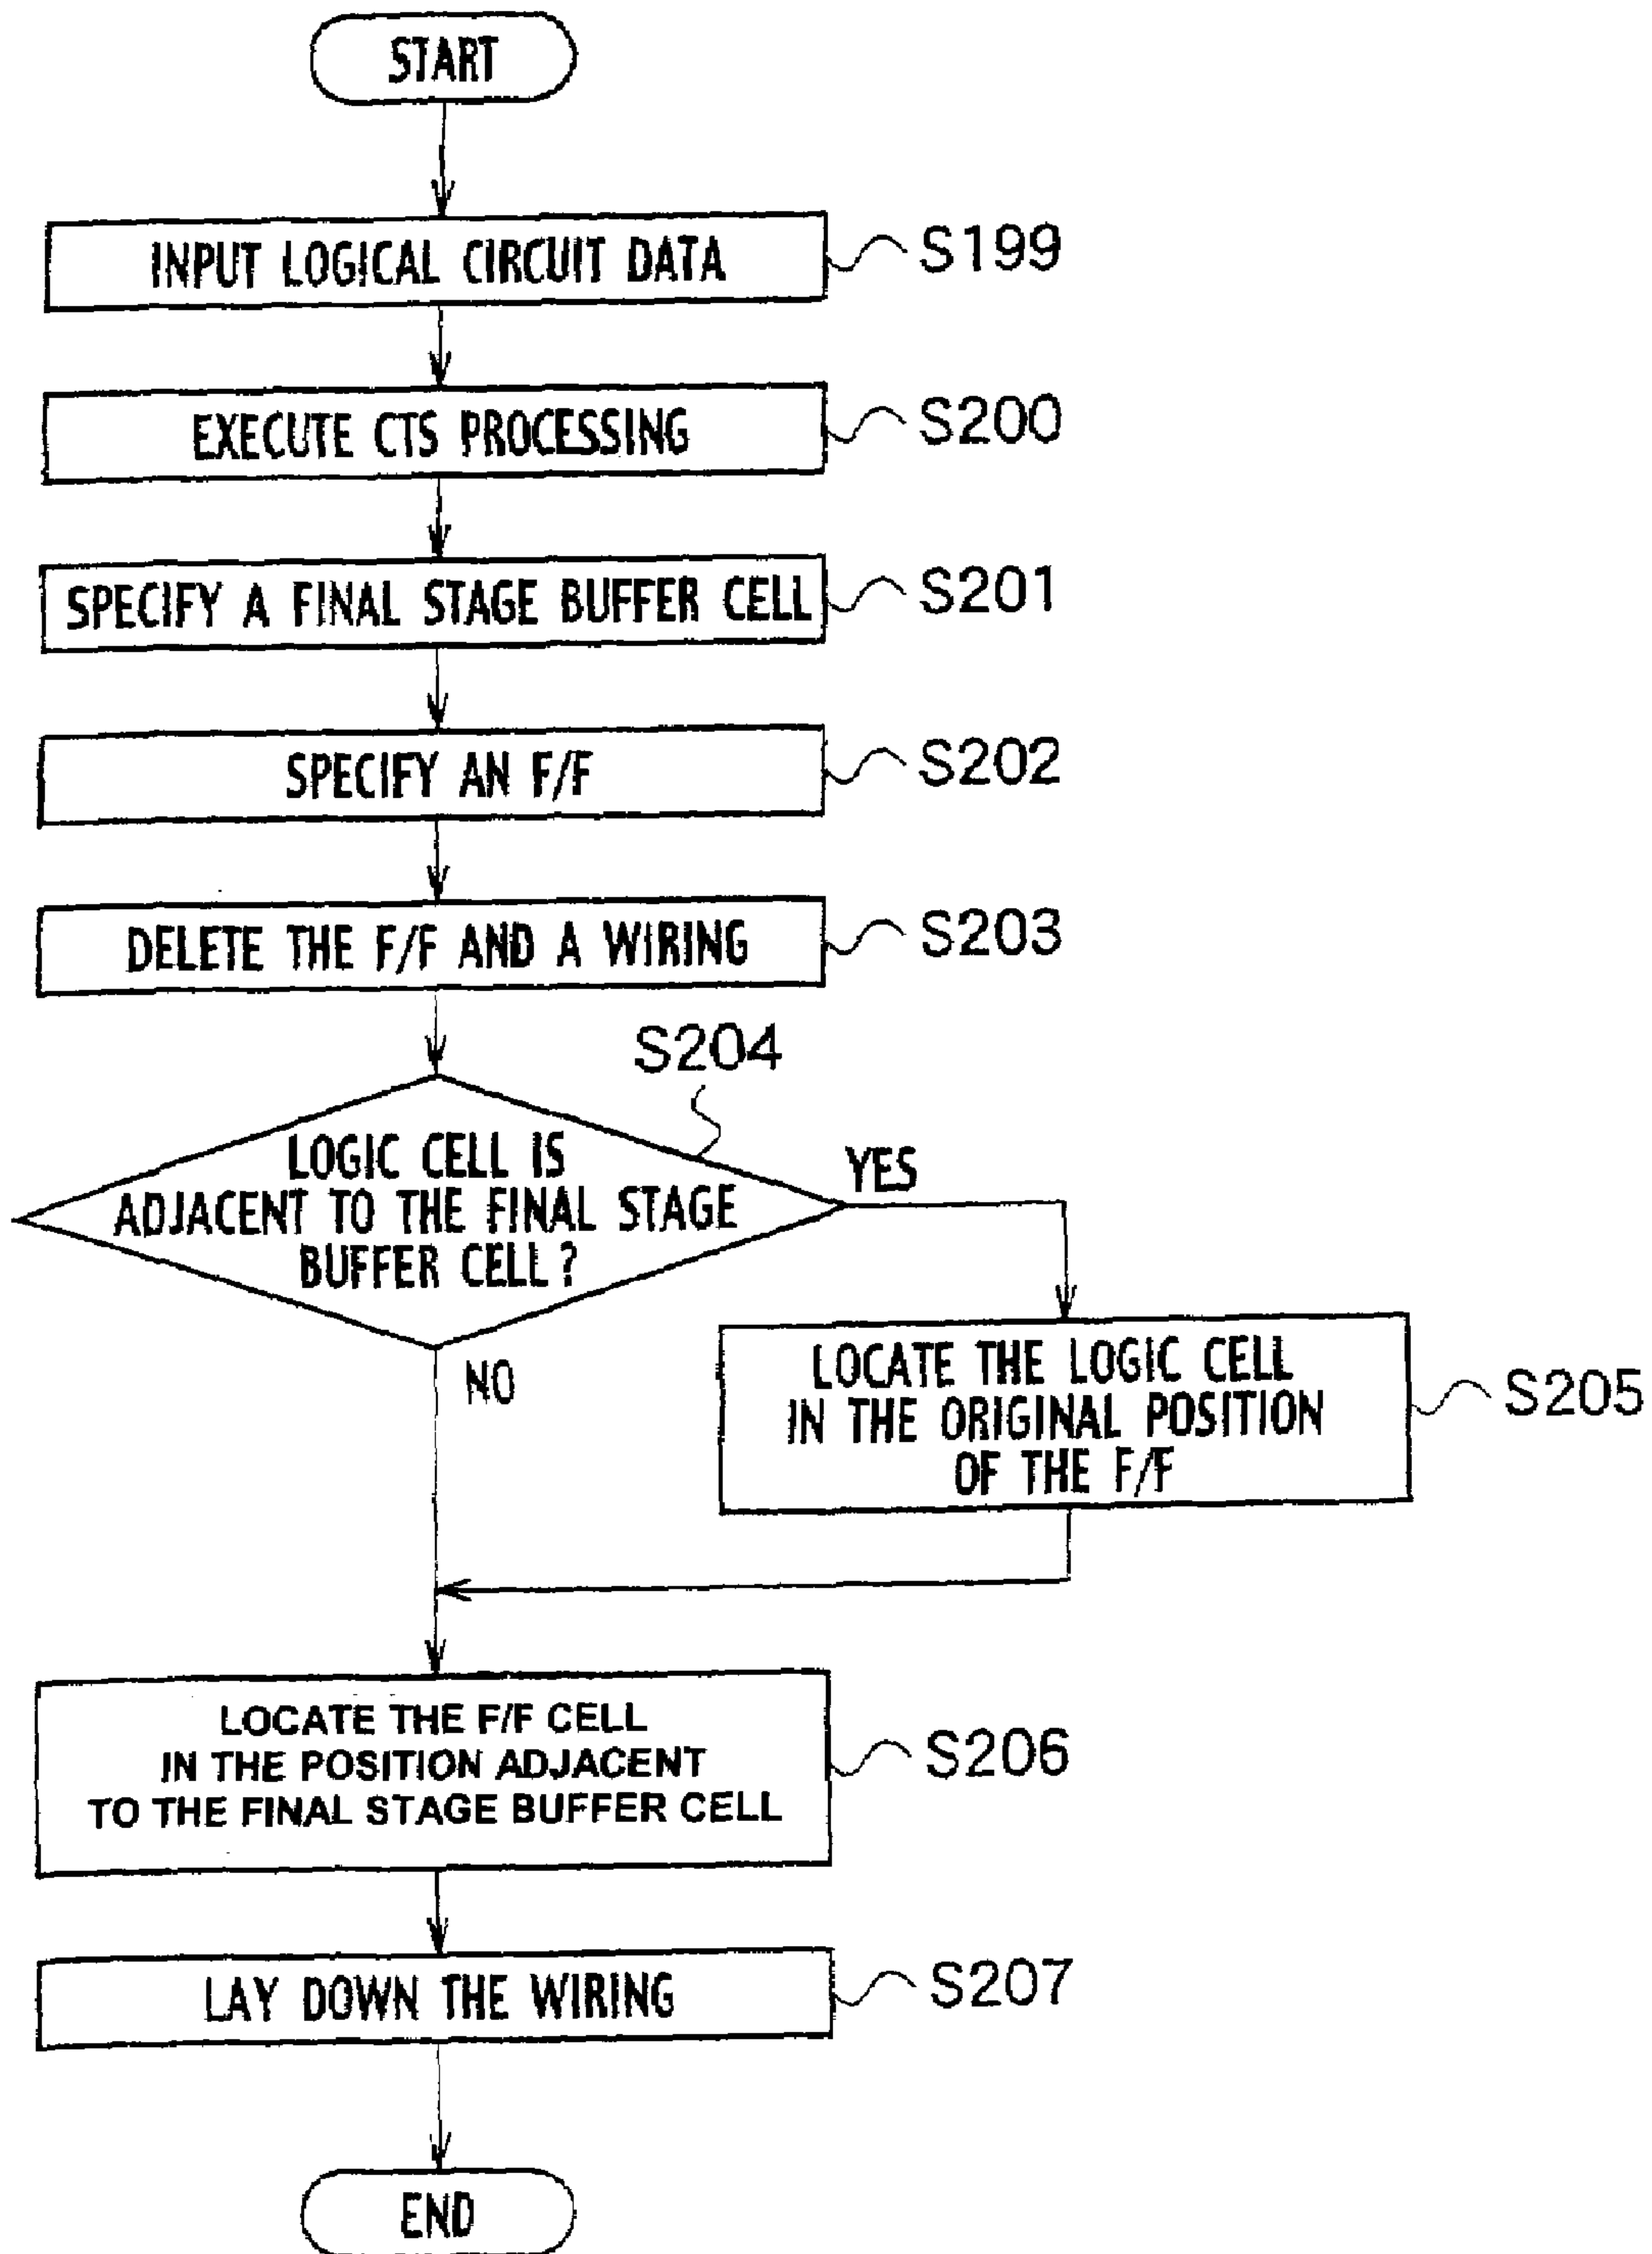 START
INPUT LOGICAL CIRCUIT DATA
S199
EXECUTE CTS PROCESSING
S200
SPECIFY A FINAL STAGE BUFFER CELL
S201
SPECIFY AN F/F
S202
DELETE THE F/F AND A WIRING
S203
S204
LOGIC CELL IS
ADJACENT TO THE FINAL STAGE
BUFFER CELL?
YES
NO
LOCATE THE LOGIC CELL
IN THE ORIGINAL POSITION
OF THE F/F
S205
LOCATE THE F/F CELL
IN THE POSITION ADJACENT
TO THE FINAL STAGE BUFFER CELL
S206
LAY DOWN THE WIRING
S207
END